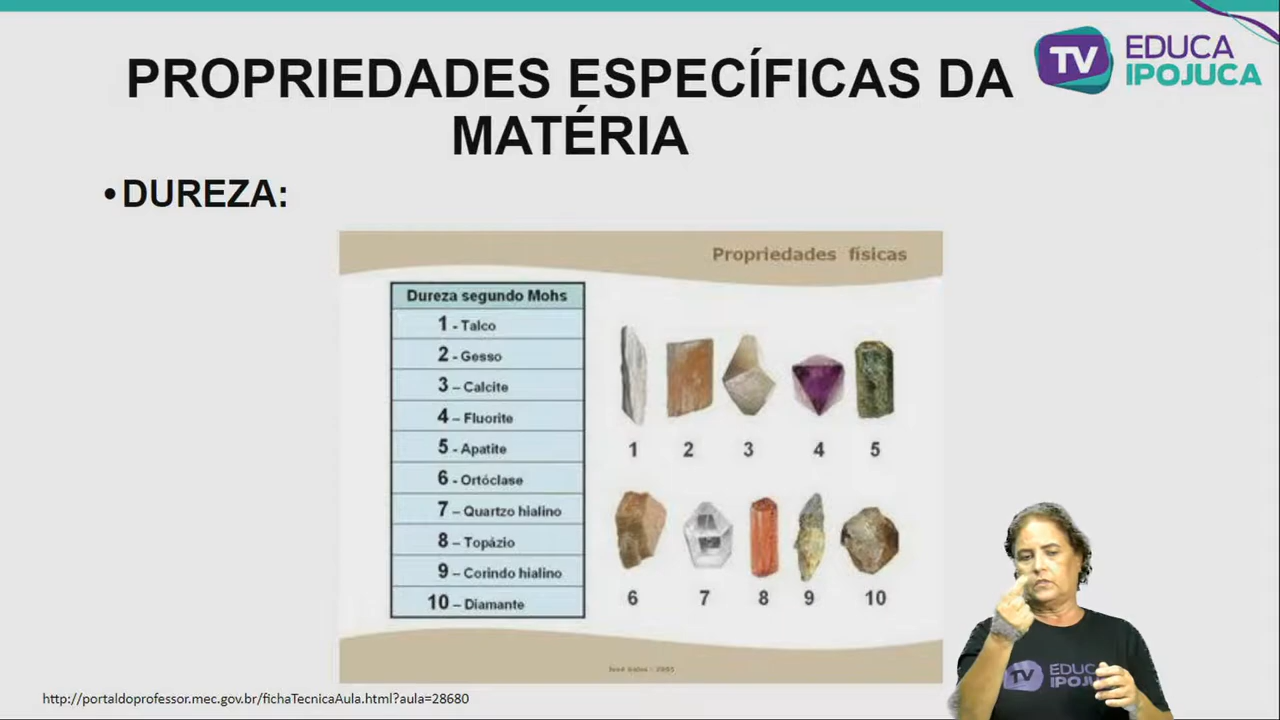 PROPRIEDADES ESPECÍFICAS DA
MATÉRIA
TV EDUCA
IPOJUCA
•DUREZA:
Propriedades físicas
Dureza segundo Mohs
1 - Talco
2 - Gesso
3 – Calcite
4 – Fluorite
5 - Apatite
6 - Ortóclase
7 – Quartzo hialino
8 – Topázio
9 – Corindo hialino
10 – Diamante
1 2 3 4 5
6 7 8 9 10
TV EDUCA
http://portaldoprofessor.mec.gov.br/fichaTecnicaAula.html?aula=28680